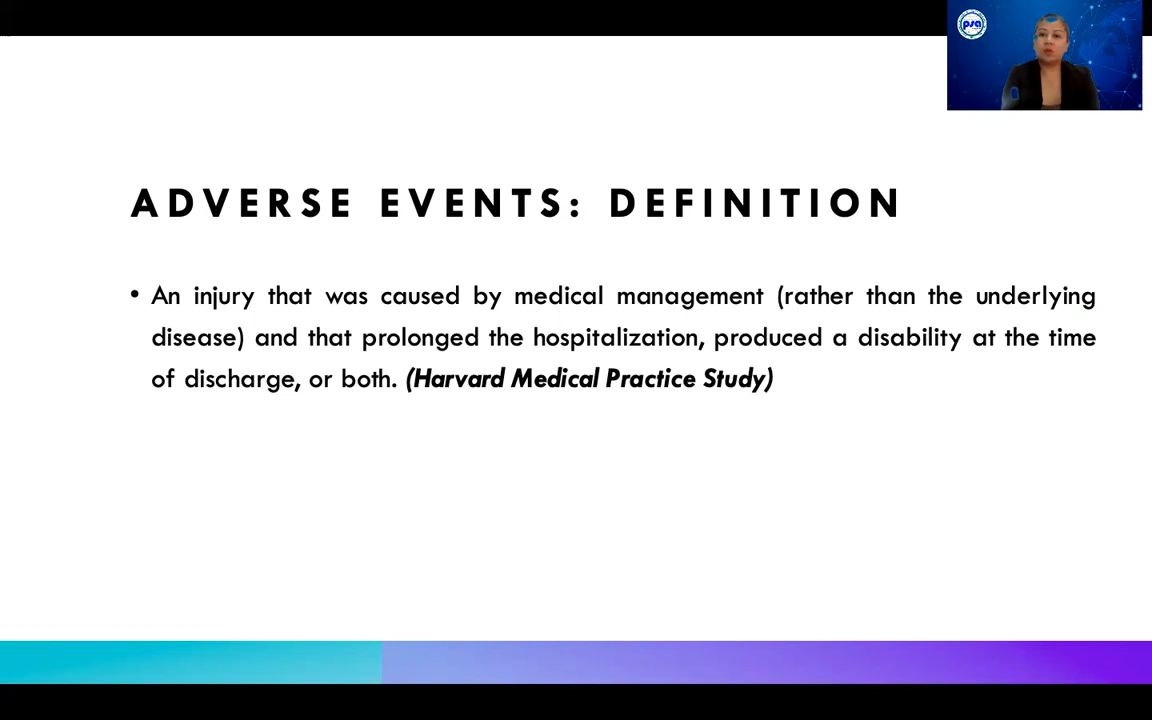 psa
ADVERSE EVENTS: DEFINITION
• An injury that was caused by medical management (rather than the underlying
disease) and that prolonged the hospitalization, produced a disability at the time
of discharge, or both. (Harvard Medical Practice Study)